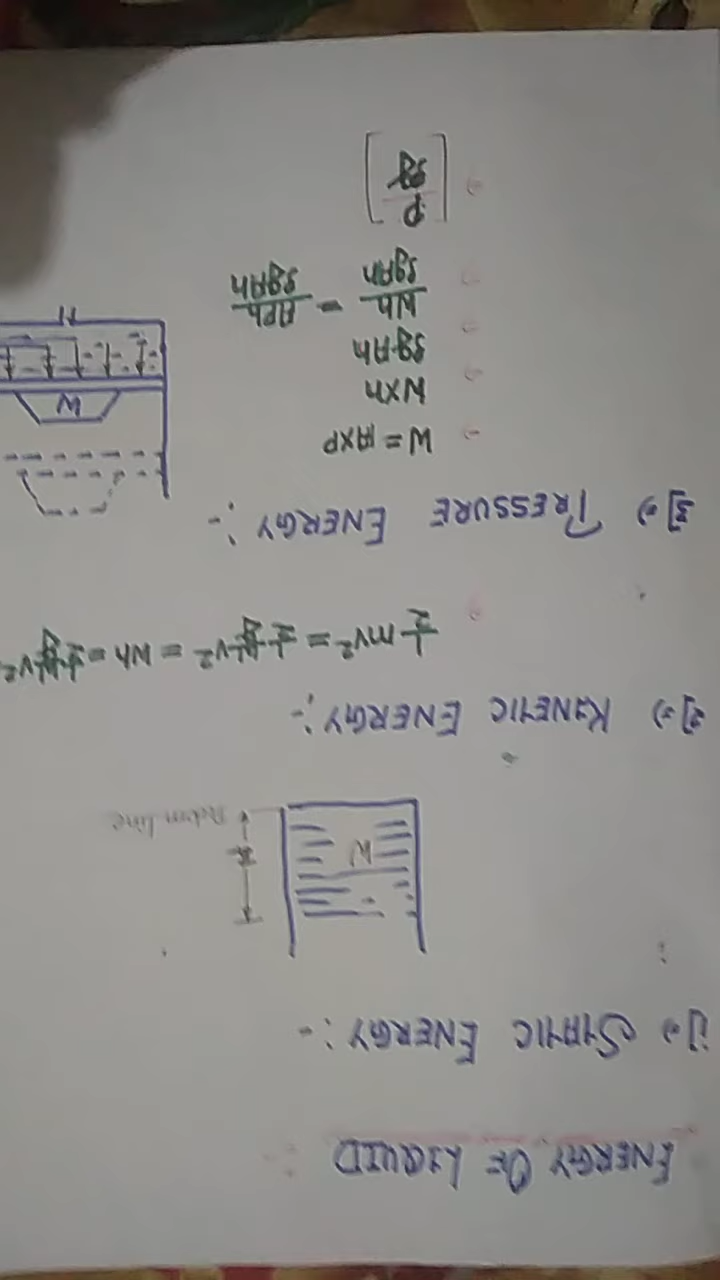 ENERGY OF LIQUID :
1]⇒ STATIC ENERGY :-
W
h
Datum line
2]⇒ KINETIC ENERGY :-
½ mv² = ½ W/g v² = Wh = ½ W/g v²
3]⇒ PRESSURE ENERGY :-
W = A×P
W×h
ρg·Ah
Wh/ρgAh = APh/ρgAh
[P/ρg]
W